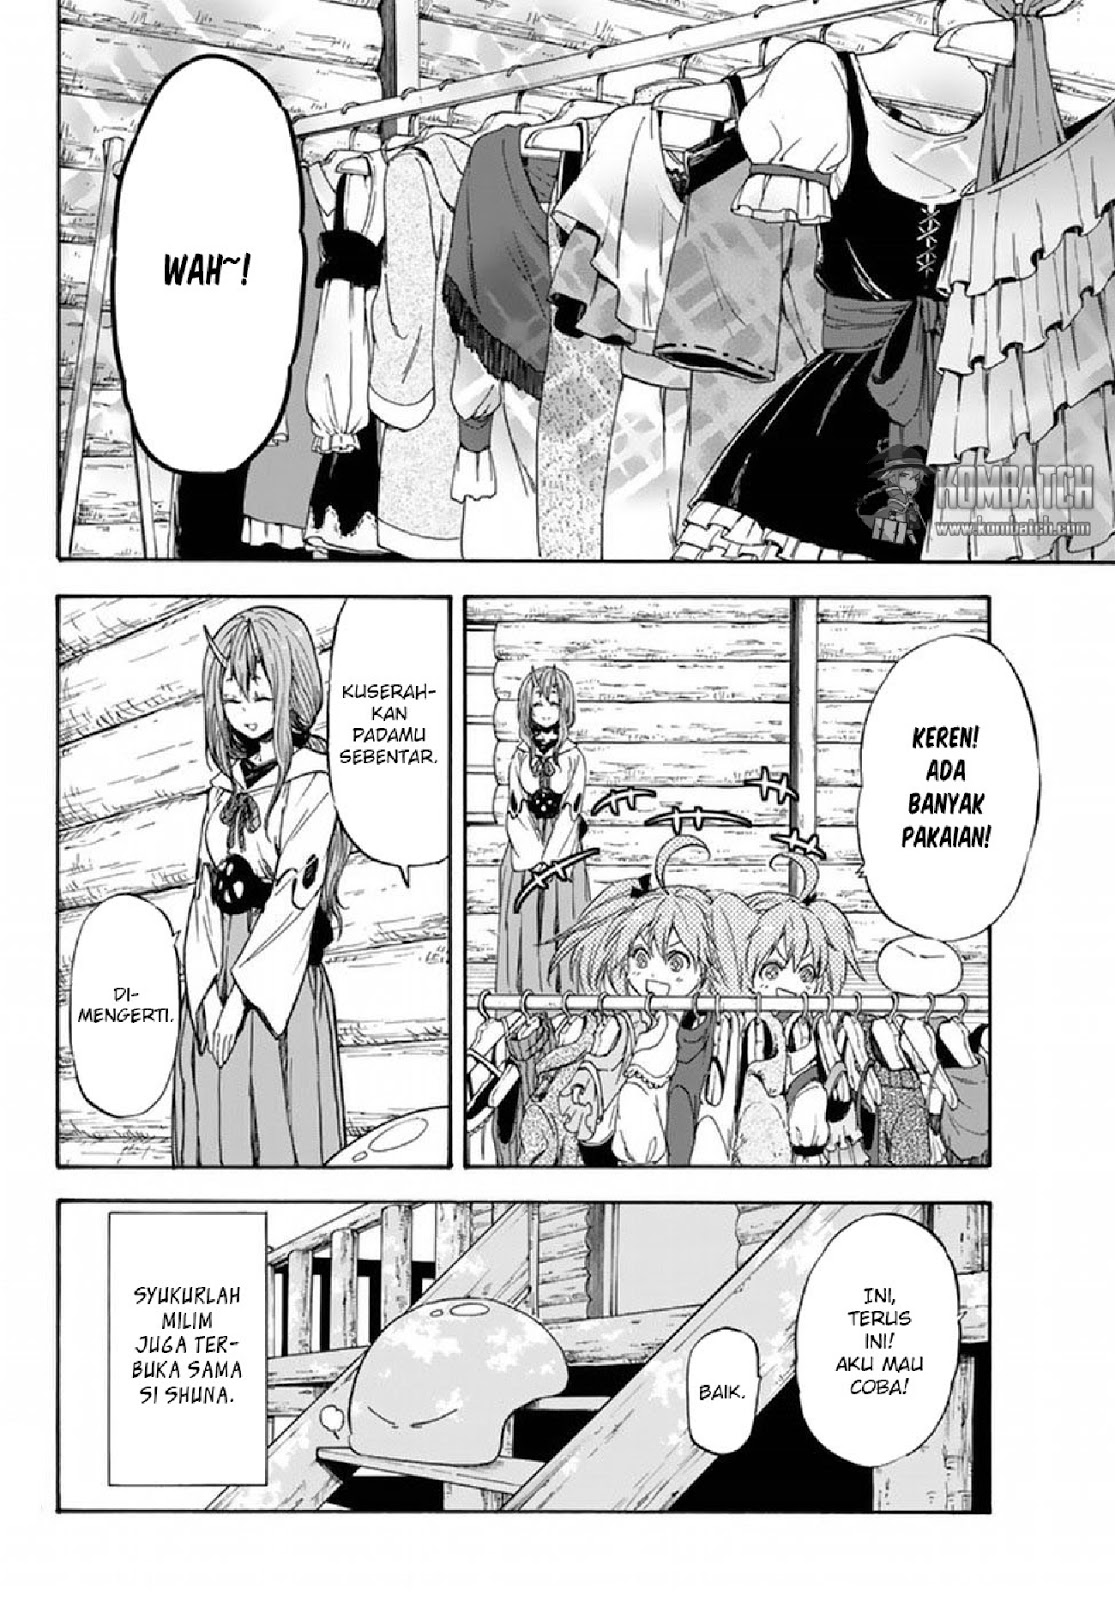 WAH~!
KOMBATCH
www.kombatch.com
KEREN!
ADA
BANYAK
PAKAIAN!
KUSERAH-
KAN
PADAMU
SEBENTAR.
DI-
MENGERTI.
INI,
TERUS
INI!
AKU MAU
COBA!
BAIK.
SYUKURLAH
MILIM
JUGA TER-
BUKA SAMA
SI SHUNA.